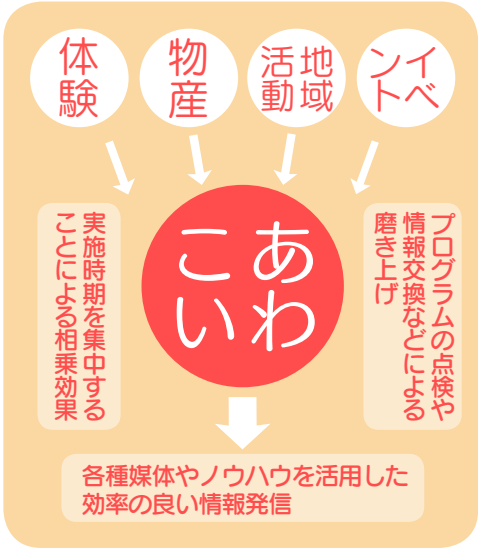 体験
物産
地域
活動
イベ
ント
あわ
こい
プログラムの点検や
情報交換などによる
磨き上げ
実施時期を集中する
ことによる相乗効果
各種媒体やノウハウを活用した
効率の良い情報発信